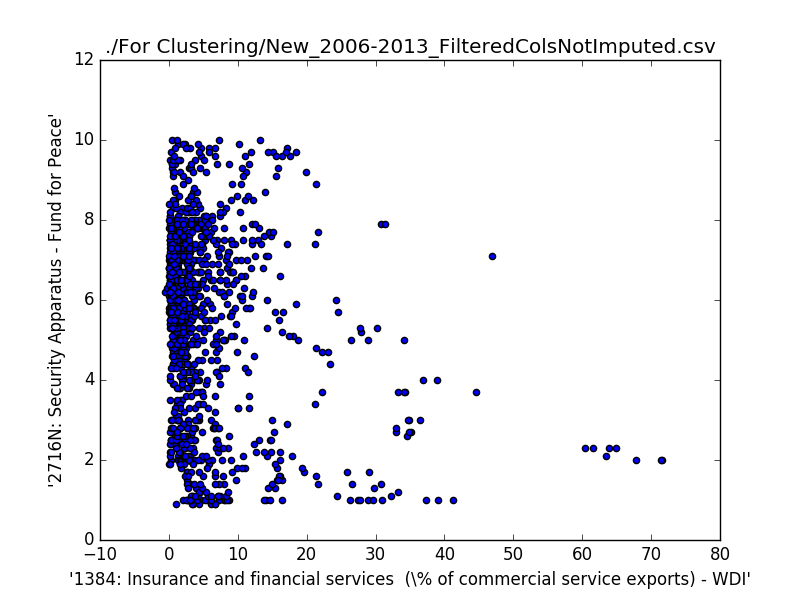 ./For Clustering/New_2006-2013_FilteredColsNotImputed.csv
12
10
8
6
4
2
0
'2716N: Security Apparatus - Fund for Peace'
−10 0 10 20 30 40 50 60 70 80
'1384: Insurance and financial services  (\% of commercial service exports) - WDI'